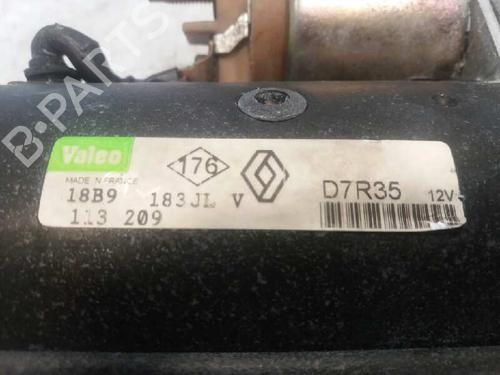 B-PARTS
Valeo
MADE IN FRANCE
176
18B9 183JL V
113 209
D7R35 12V